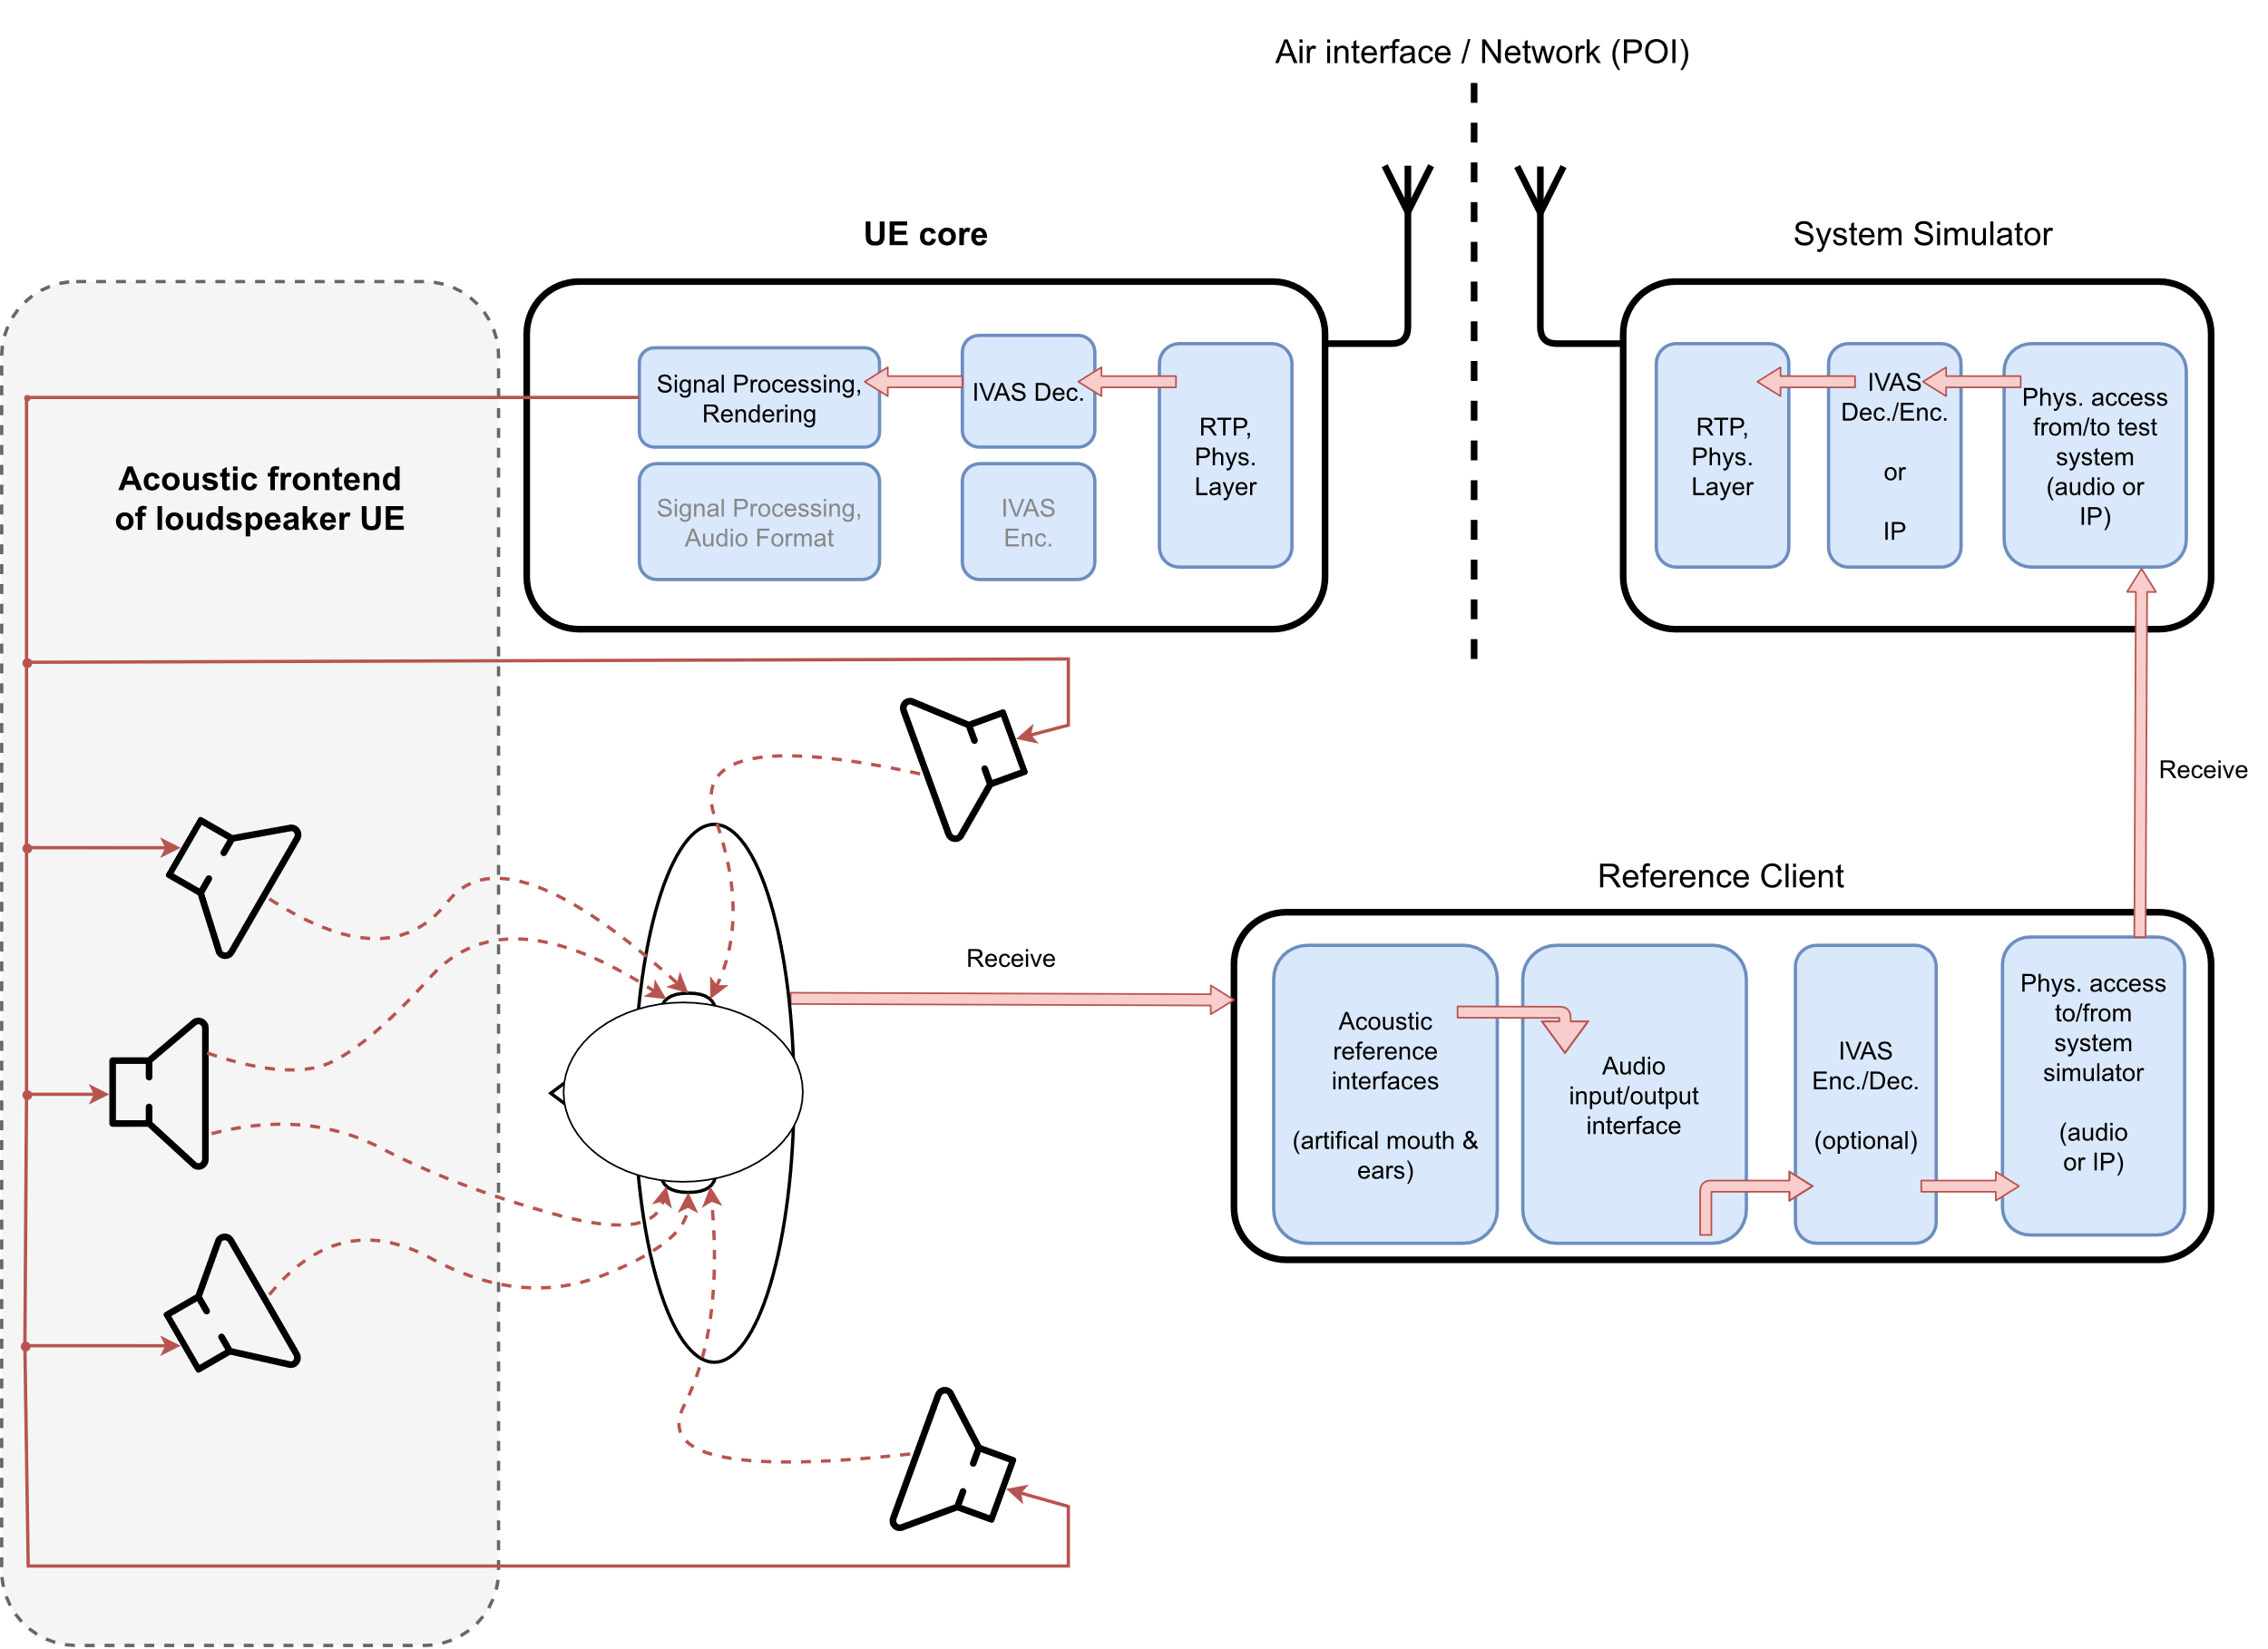 Air interface / Network (POI)
UE core
System Simulator
Signal Processing,
Rendering
IVAS Dec.
RTP,
Phys.
Layer
Signal Processing,
Audio Format
IVAS
Enc.
RTP,
Phys.
Layer
IVAS
Dec./Enc.
or
IP
Phys. access
from/to test
system
(audio or
IP)
Acoustic frontend
of loudspeaker UE
Receive
Reference Client
Receive
Acoustic
reference
interfaces
(artifical mouth &
ears)
Audio
input/output
interface
IVAS
Enc./Dec.
(optional)
Phys. access
to/from
system
simulator
(audio
or IP)